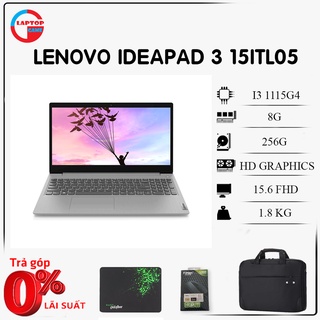 LAPTOP
GAME
LENOVO IDEAPAD 3 15ITL05
I3 1115G4
8G
256G
HD GRAPHICS
15.6 FHD
1.8 KG
Trả góp
0%
LÃI SUẤT